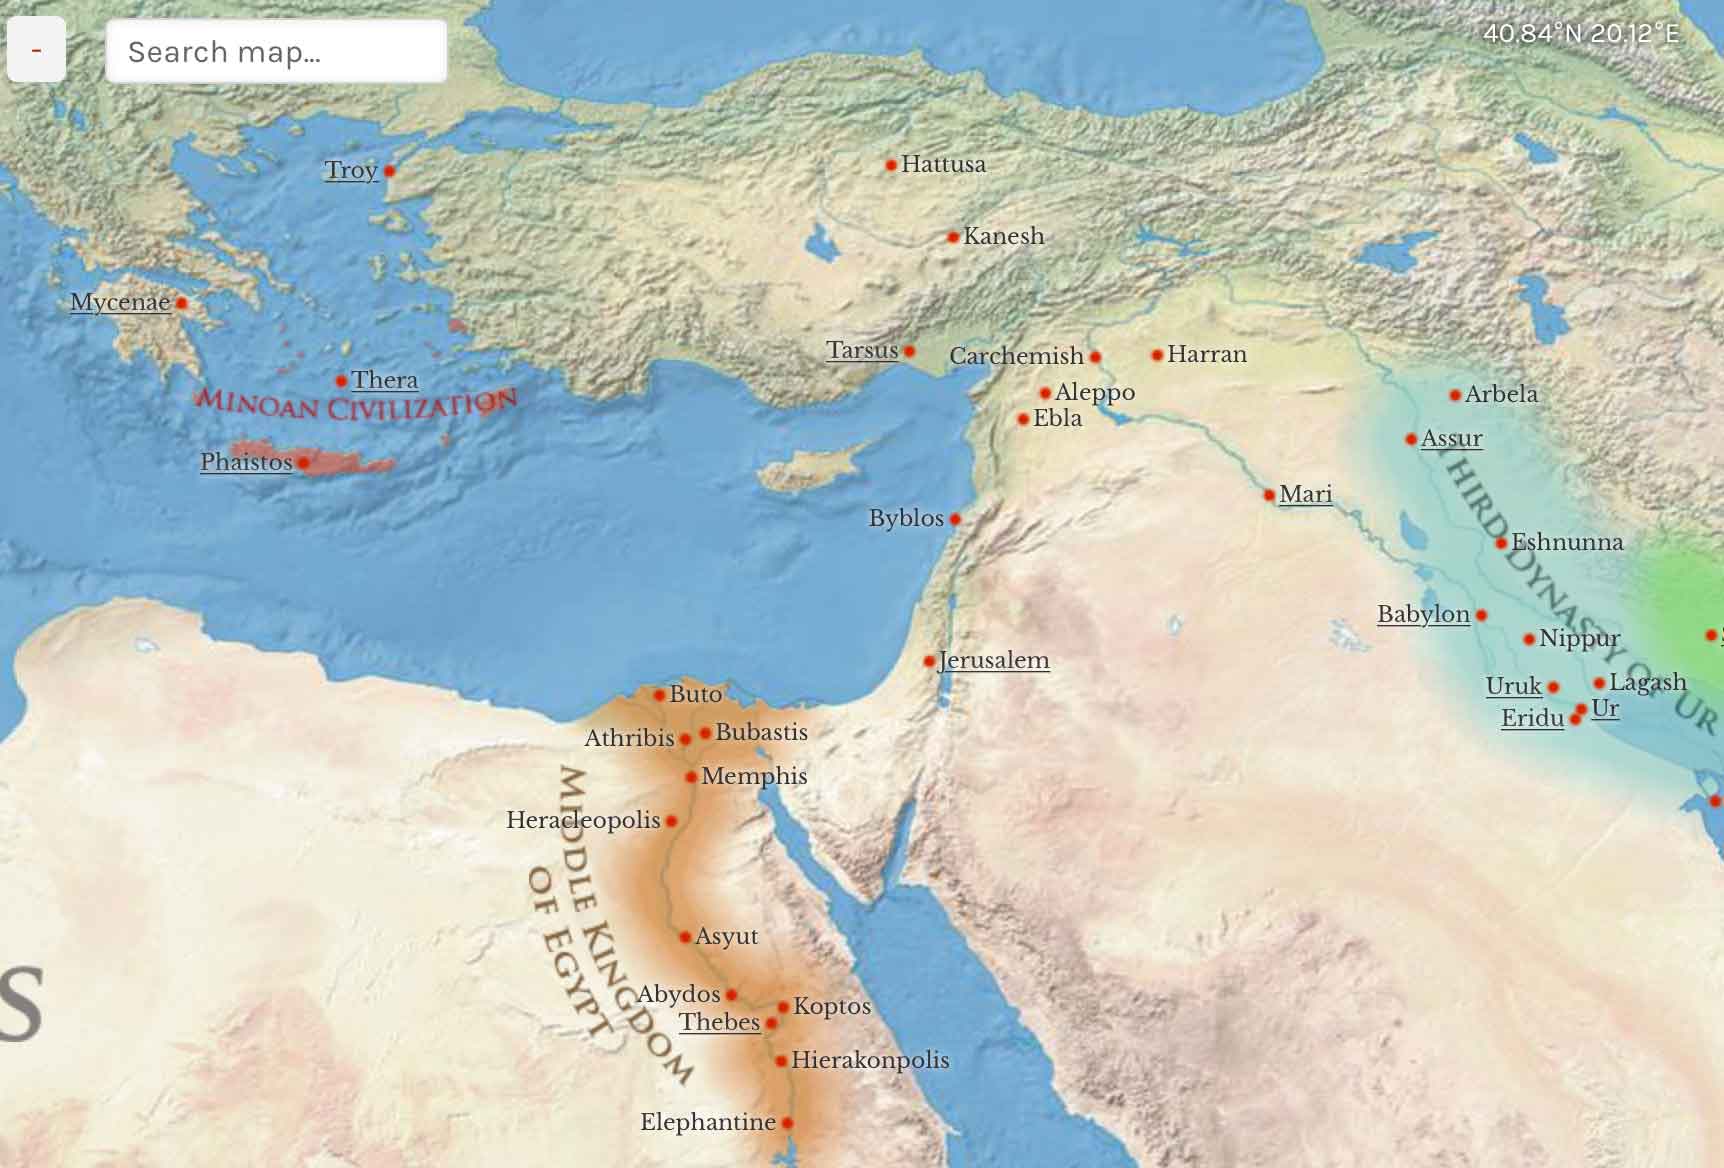 -
Search map...
40.84°N 20.12°E
Troy
Hattusa
Kanesh
Mycenae
Tarsus
Carchemish
Harran
Thera
Aleppo
Arbela
MINOAN CIVILIZATION
Ebla
Assur
Phaistos
Mari
Byblos
THIRD DYNASTY OF UR
Eshnunna
Babylon
Nippur
Jerusalem
Uruk
Lagash
Buto
Ur
Eridu
Bubastis
Athribis
Memphis
Heracleopolis
MIDDLE KINGDOM
OF EGYPT
Asyut
S
Abydos
Koptos
Thebes
Hierakonpolis
Elephantine